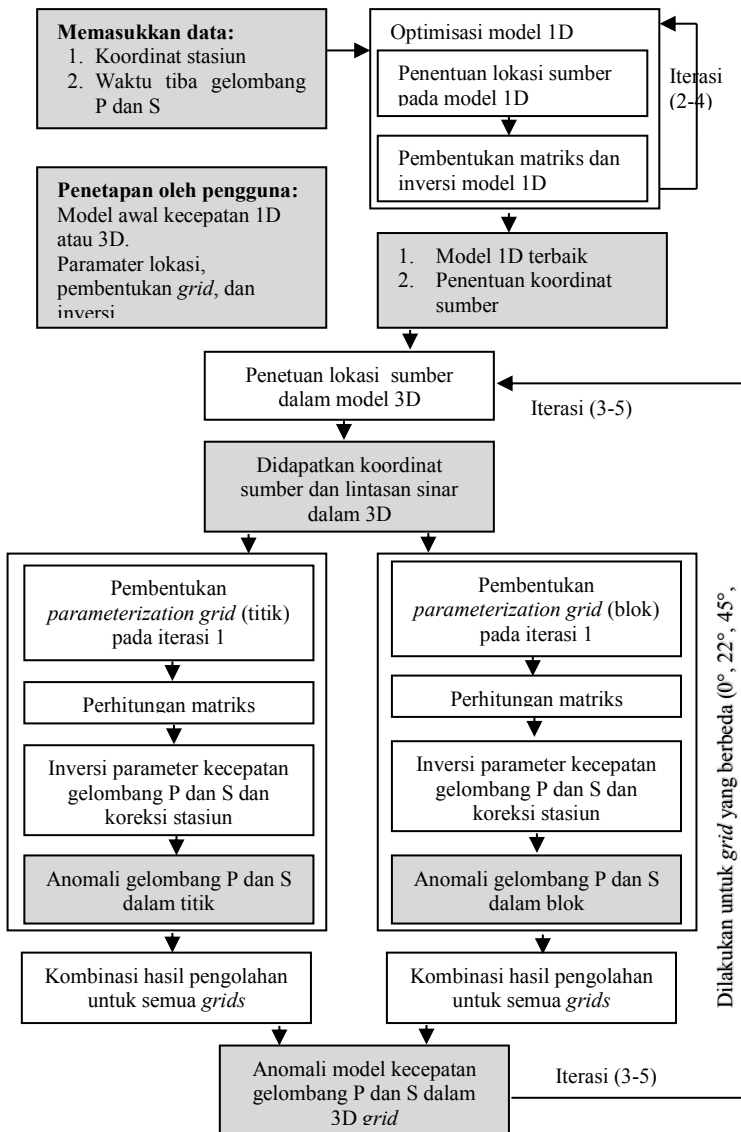 Memasukkan data:
1. Koordinat stasiun
2. Waktu tiba gelombang
P dan S
Optimisasi model 1D
Penentuan lokasi sumber
pada model 1D
Pembentukan matriks dan
inversi model 1D
Iterasi
(2-4)
Penetapan oleh pengguna:
Model awal kecepatan 1D
atau 3D.
Paramater lokasi,
pembentukan grid, dan
inversi
1. Model 1D terbaik
2. Penentuan koordinat
sumber
Penetuan lokasi sumber
dalam model 3D
Iterasi (3-5)
Didapatkan koordinat
sumber dan lintasan sinar
dalam 3D
Pembentukan
parameterization grid (titik)
pada iterasi 1
Perhitungan matriks
Inversi parameter kecepatan
gelombang P dan S dan
koreksi stasiun
Anomali gelombang P dan S
dalam titik
Kombinasi hasil pengolahan
untuk semua grids
Pembentukan
parameterization grid (blok)
pada iterasi 1
Perhitungan matriks
Inversi parameter kecepatan
gelombang P dan S dan
koreksi stasiun
Anomali gelombang P dan S
dalam blok
Kombinasi hasil pengolahan
untuk semua grids
Dilakukan untuk grid yang berbeda (0°, 22°, 45°,
Anomali model kecepatan
gelombang P dan S dalam
3D grid
Iterasi (3-5)